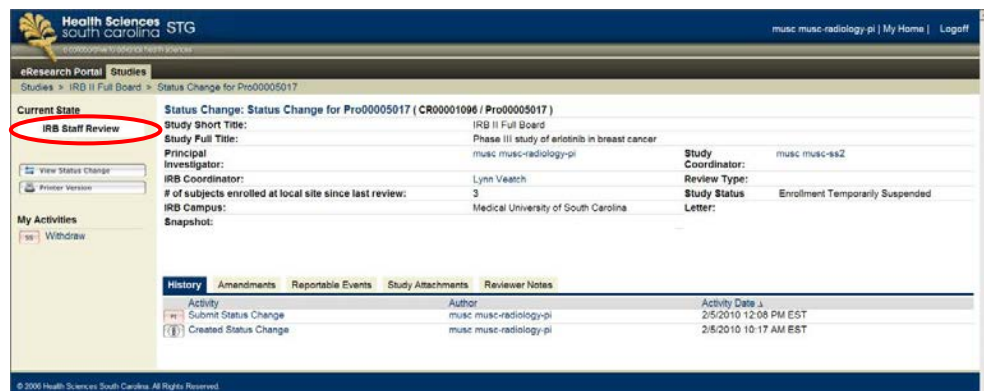 Health Sciences
south carolina STG
musc musc-radiology-pi | My Home | Logoff
a collaborative to advance health sciences
eResearch Portal Studies
Studies > IRB II Full Board > Status Change for Pro00005017
Current State
IRB Staff Review
View Status Change
Printer Version
My Activities
Withdraw
Status Change: Status Change for Pro00005017 ( CR00001096 / Pro00005017 )
Study Short Title: IRB II Full Board
Study Full Title: Phase III study of erlotinib in breast cancer
Principal Investigator: musc musc-radiology-pi Study Coordinator: musc musc-ss2
IRB Coordinator: Lynn Veatch Review Type:
# of subjects enrolled at local site since last review: 3 Study Status Enrollment Temporarily Suspended
IRB Campus: Medical University of South Carolina Letter:
Snapshot:
History Amendments Reportable Events Study Attachments Reviewer Notes
Activity Author Activity Date
Submit Status Change musc musc-radiology-pi 2/5/2010 12:08 PM EST
Created Status Change musc musc-radiology-pi 2/5/2010 10:17 AM EST
© 2006 Health Sciences South Carolina. All Rights Reserved.